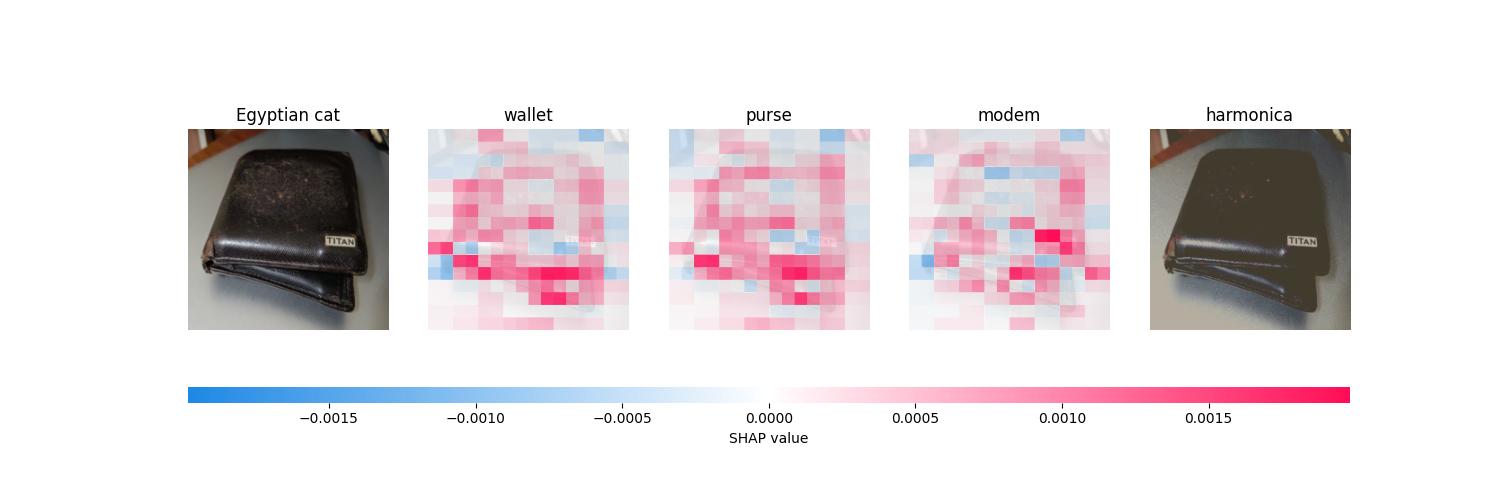 Egyptian cat
wallet
purse
modem
harmonica
TITAN
TITAN
−0.0015
−0.0010
−0.0005
0.0000
0.0005
0.0010
0.0015
SHAP value